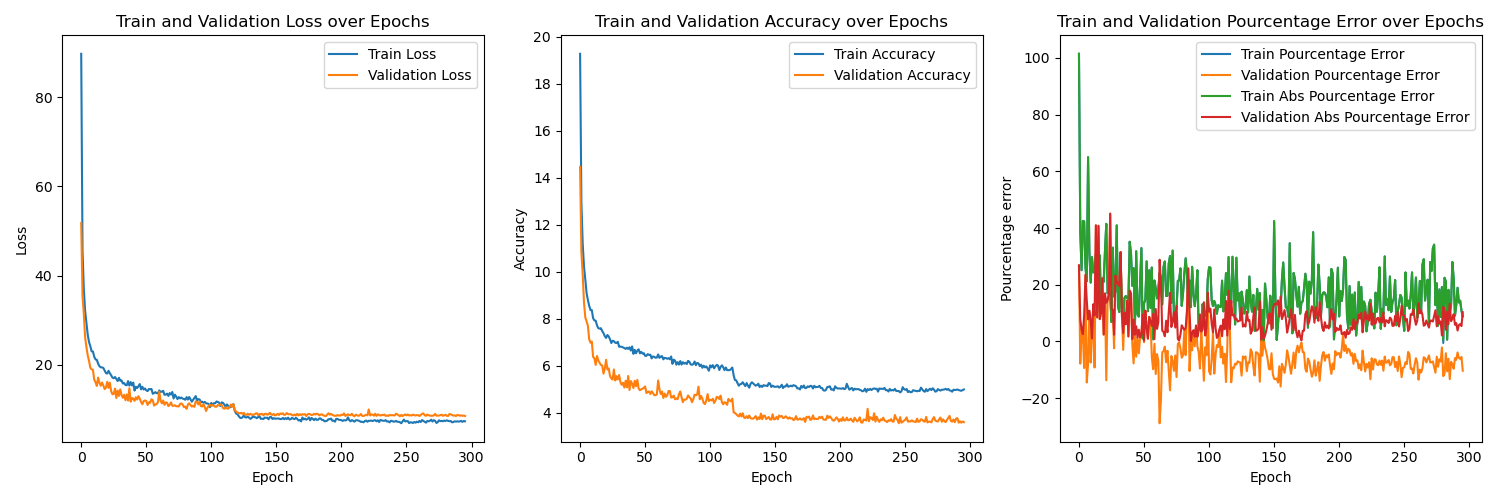 Train and Validation Loss over Epochs
Train Loss
Validation Loss
80
60
40
20
Loss
0
50
100
150
200
250
300
Epoch
Train and Validation Accuracy over Epochs
Train Accuracy
Validation Accuracy
20
18
16
14
12
10
8
6
4
Accuracy
0
50
100
150
200
250
300
Epoch
Train and Validation Pourcentage Error over Epochs
Train Pourcentage Error
Validation Pourcentage Error
Train Abs Pourcentage Error
Validation Abs Pourcentage Error
100
80
60
40
20
0
−20
Pourcentage error
0
50
100
150
200
250
300
Epoch